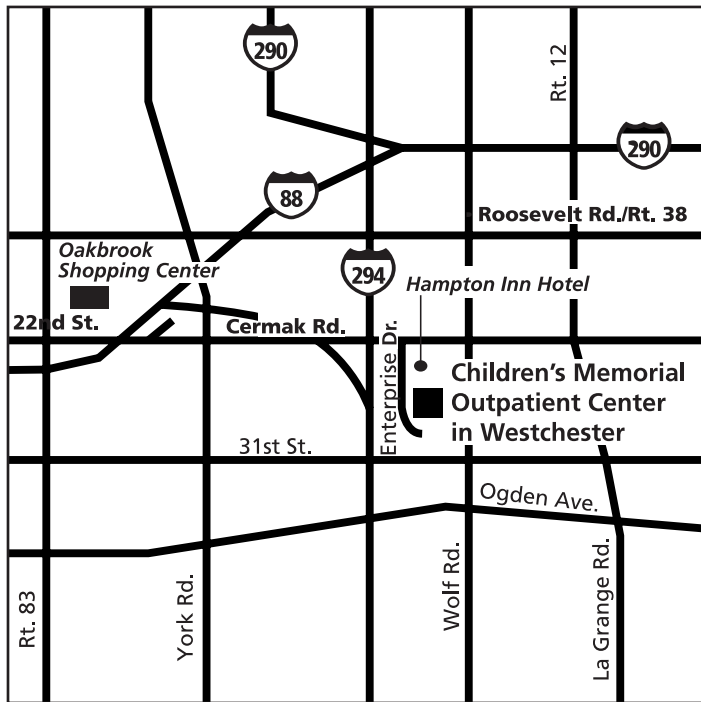 290
Rt. 12
290
88
Roosevelt Rd./Rt. 38
Oakbrook
Shopping Center
294
Hampton Inn Hotel
22nd St.
Cermak Rd.
Enterprise Dr.
Children's Memorial
Outpatient Center
in Westchester
31st St.
Ogden Ave.
Rt. 83
York Rd.
Wolf Rd.
La Grange Rd.